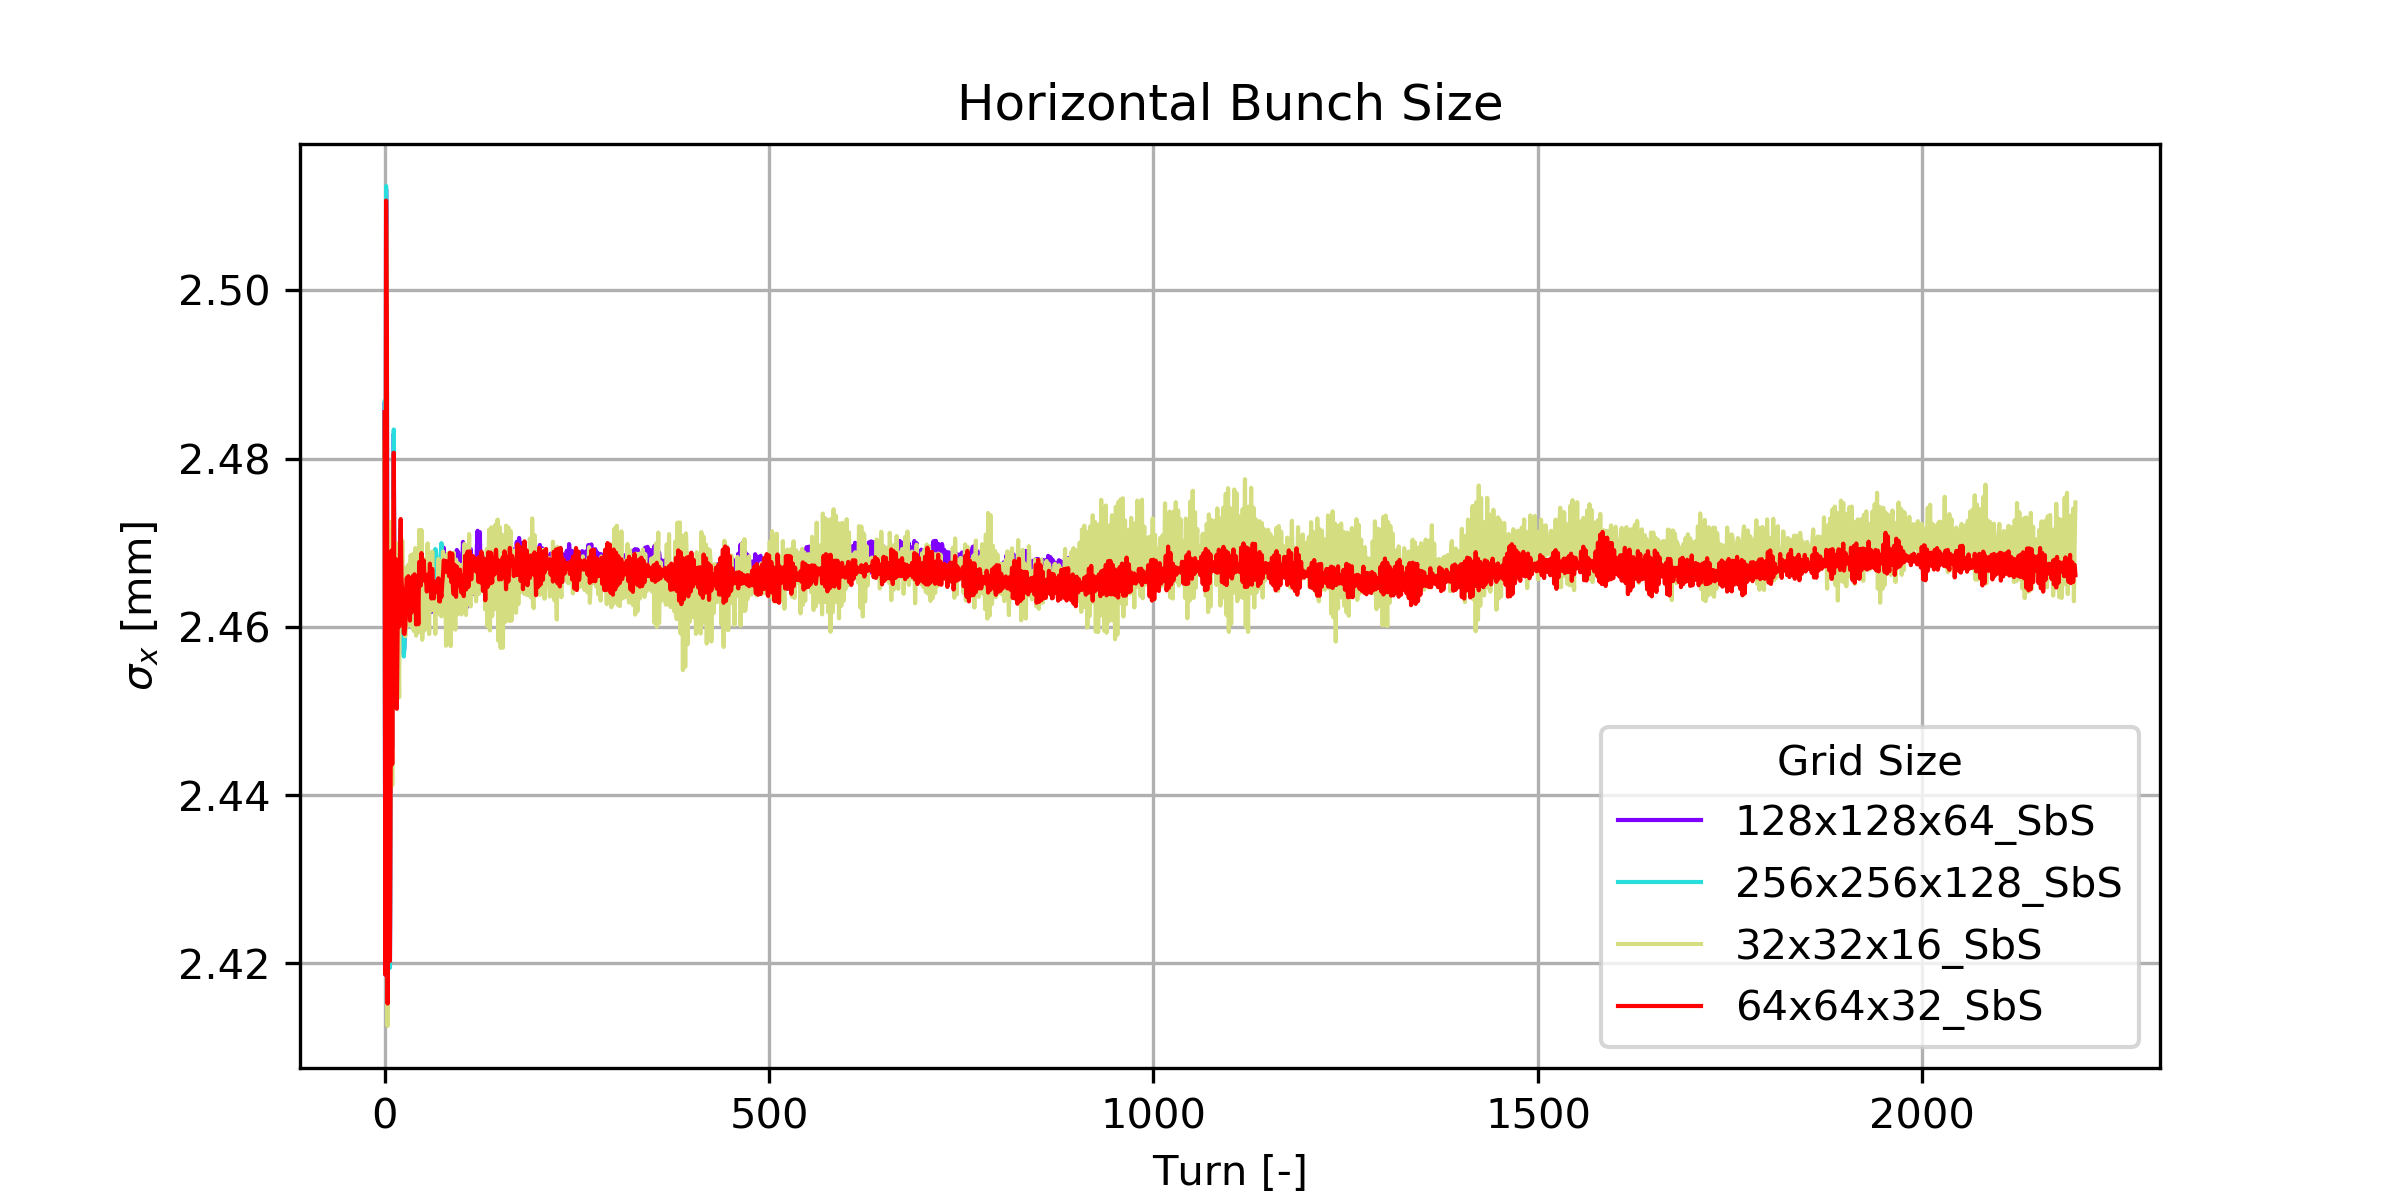 Horizontal Bunch Size
σx [mm]
2.50
2.48
2.46
2.44
2.42
0 500 1000 1500 2000
Turn [-]
Grid Size
128x128x64_SbS
256x256x128_SbS
32x32x16_SbS
64x64x32_SbS